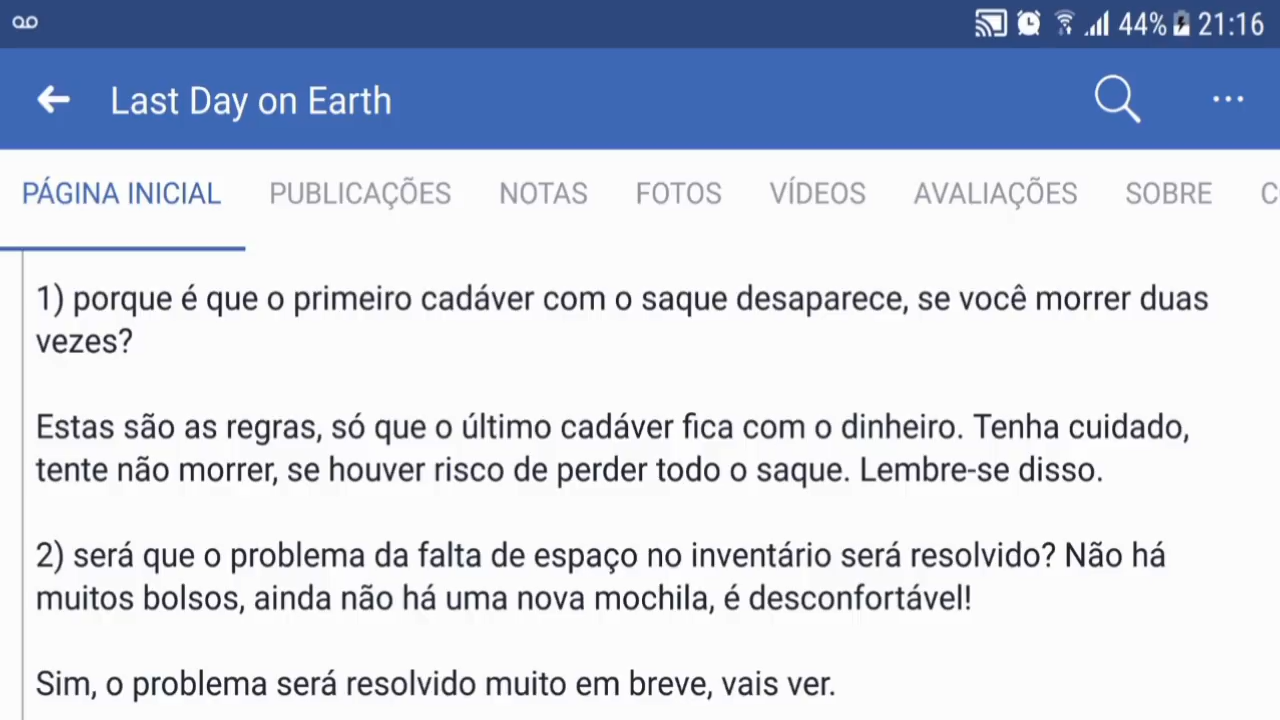 44% 21:16
Last Day on Earth
PÁGINA INICIAL PUBLICAÇÕES NOTAS FOTOS VÍDEOS AVALIAÇÕES SOBRE C
1) porque é que o primeiro cadáver com o saque desaparece, se você morrer duas
vezes?
Estas são as regras, só que o último cadáver fica com o dinheiro. Tenha cuidado,
tente não morrer, se houver risco de perder todo o saque. Lembre-se disso.
2) será que o problema da falta de espaço no inventário será resolvido? Não há
muitos bolsos, ainda não há uma nova mochila, é desconfortável!
Sim, o problema será resolvido muito em breve, vais ver.